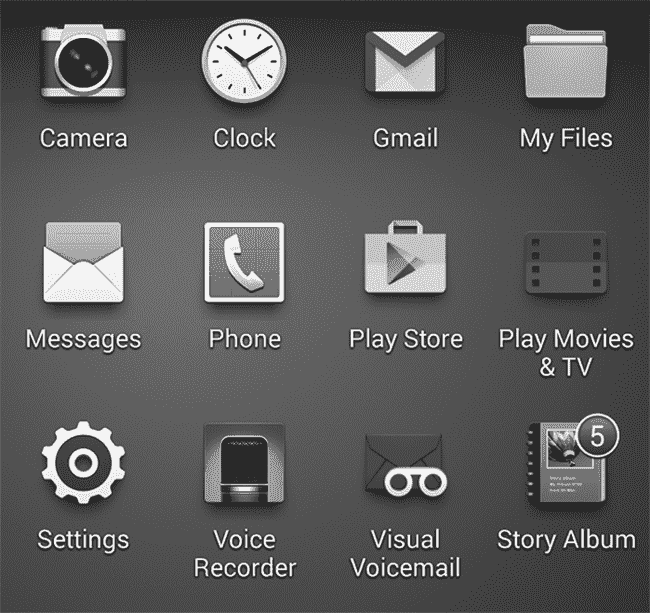 Camera Clock Gmail My Files
Messages Phone Play Store Play Movies
& TV
5
Settings Voice Visual Story Album
Recorder Voicemail